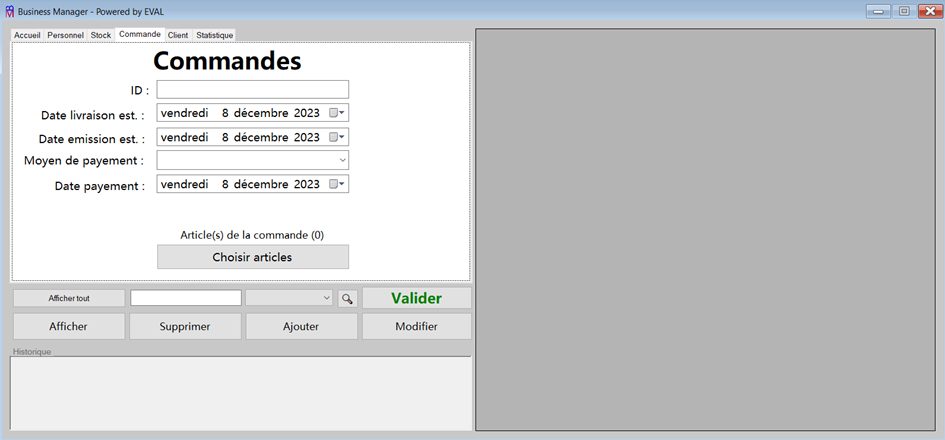 Business Manager - Powered by EVAL
Accueil Personnel Stock Commande Client Statistique
Commandes
ID :
Date livraison est. : vendredi 8 décembre 2023
Date emission est. : vendredi 8 décembre 2023
Moyen de payement :
Date payement : vendredi 8 décembre 2023
Article(s) de la commande (0)
Choisir articles
Afficher tout Valider
Afficher Supprimer Ajouter Modifier
Historique